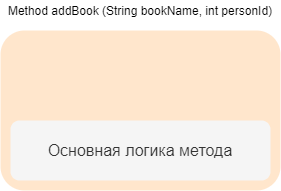 Method addBook (String bookName, int personId)
Основная логика метода